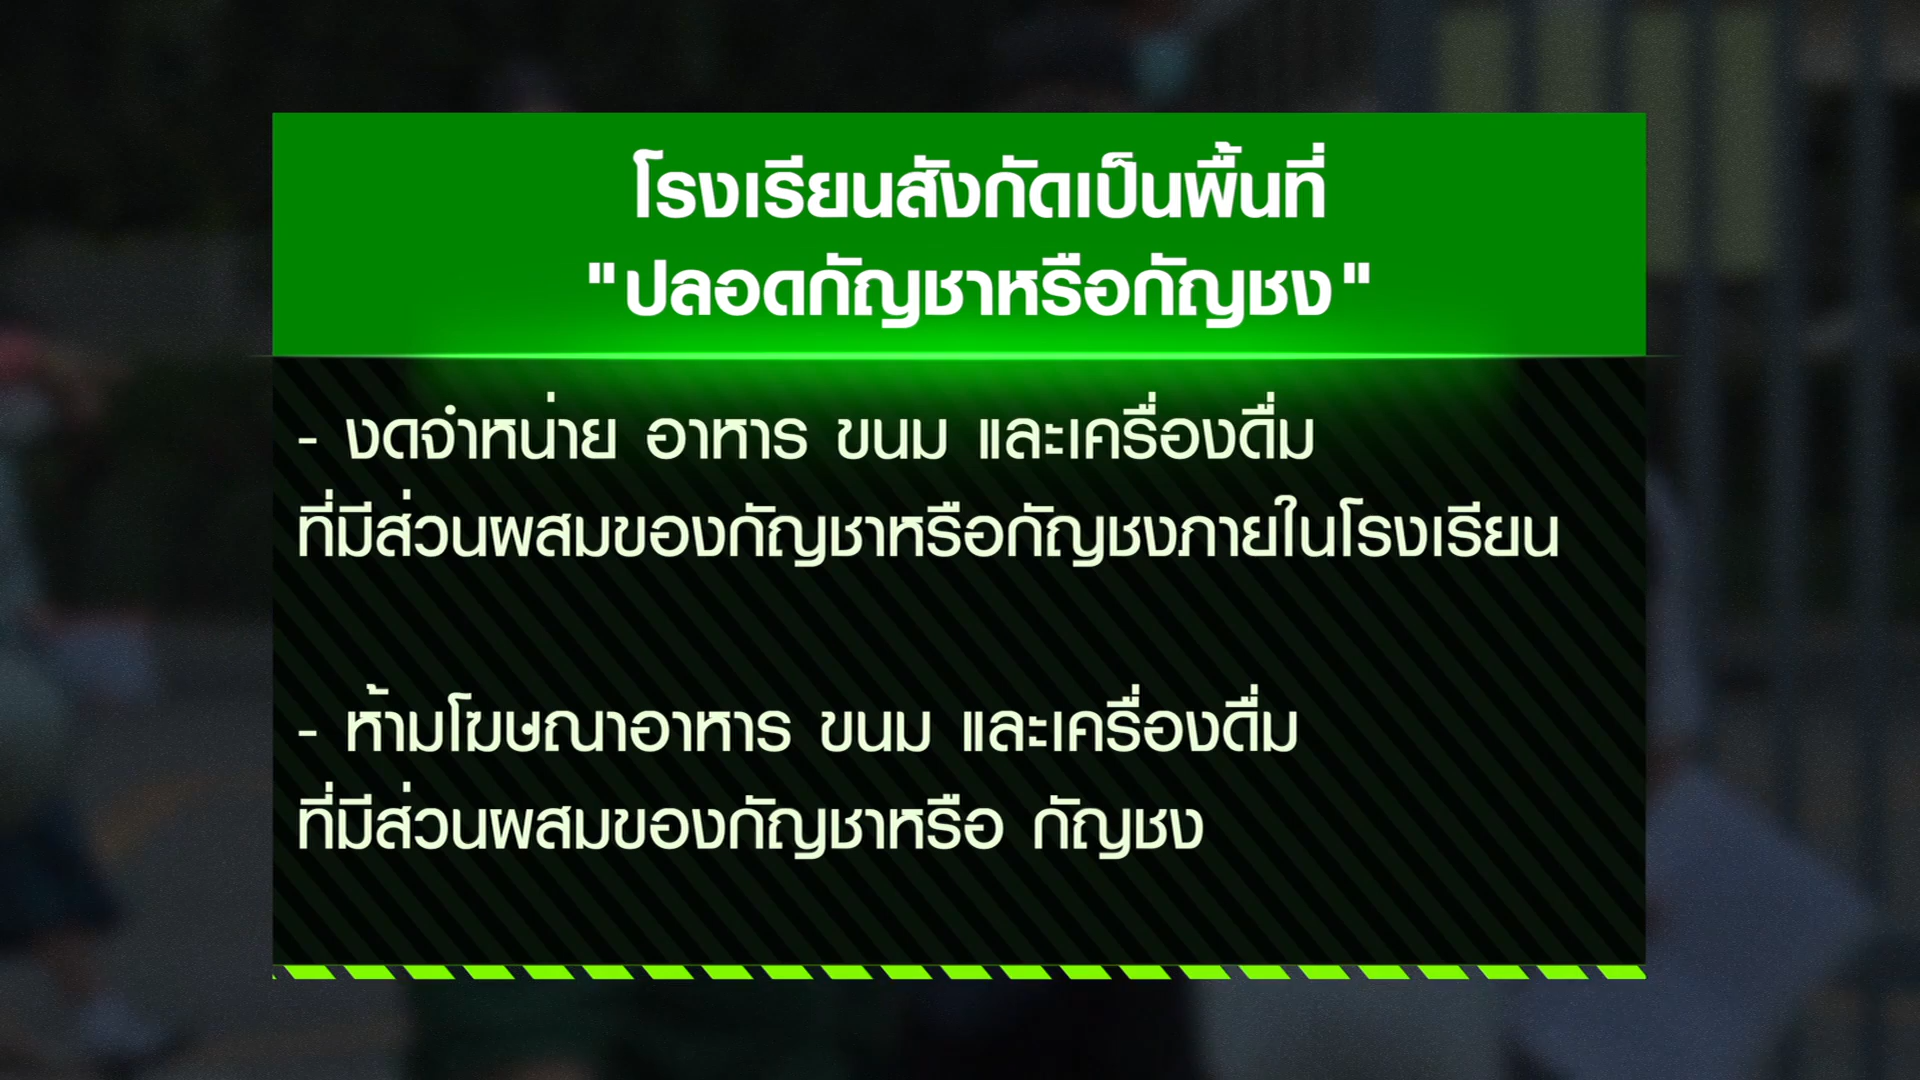 โรงเรียนสังกัดเป็นพื้นที่
"ปลอดกัญชาหรือกัญชง"
- งดจำหน่าย อาหาร ขนม และเครื่องดื่ม
ที่มีส่วนผสมของกัญชาหรือกัญชงภายในโรงเรียน
- ห้ามโฆษณาอาหาร ขนม และเครื่องดื่ม
ที่มีส่วนผสมของกัญชาหรือ กัญชง